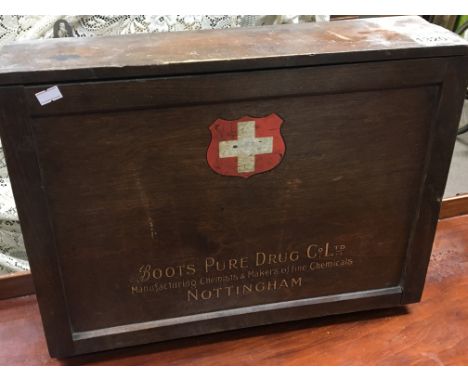 Boots Pure Drug Co. Ltd
Manufacturing Chemists & Makers of Fine Chemicals
Nottingham